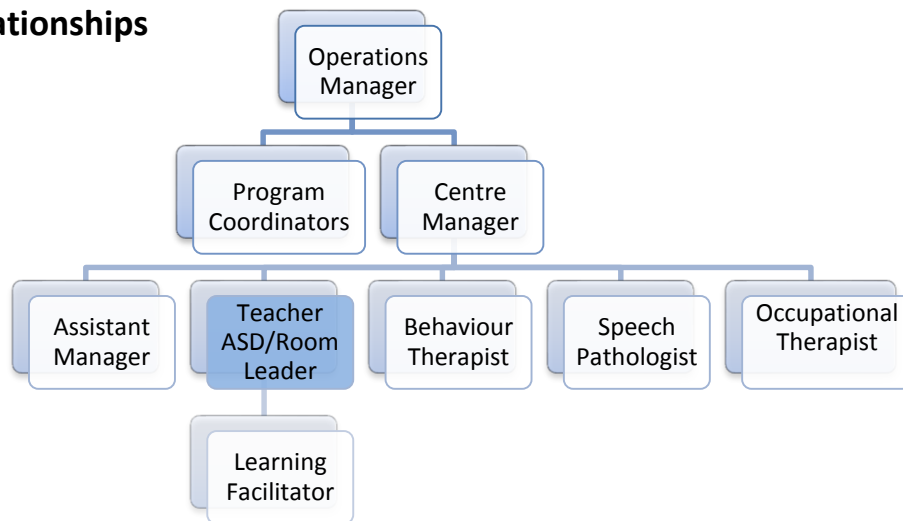 ationships
Operations
Manager
Program
Coordinators
Centre
Manager
Assistant
Manager
Teacher
ASD/Room
Leader
Behaviour
Therapist
Speech
Pathologist
Occupational
Therapist
Learning
Facilitator